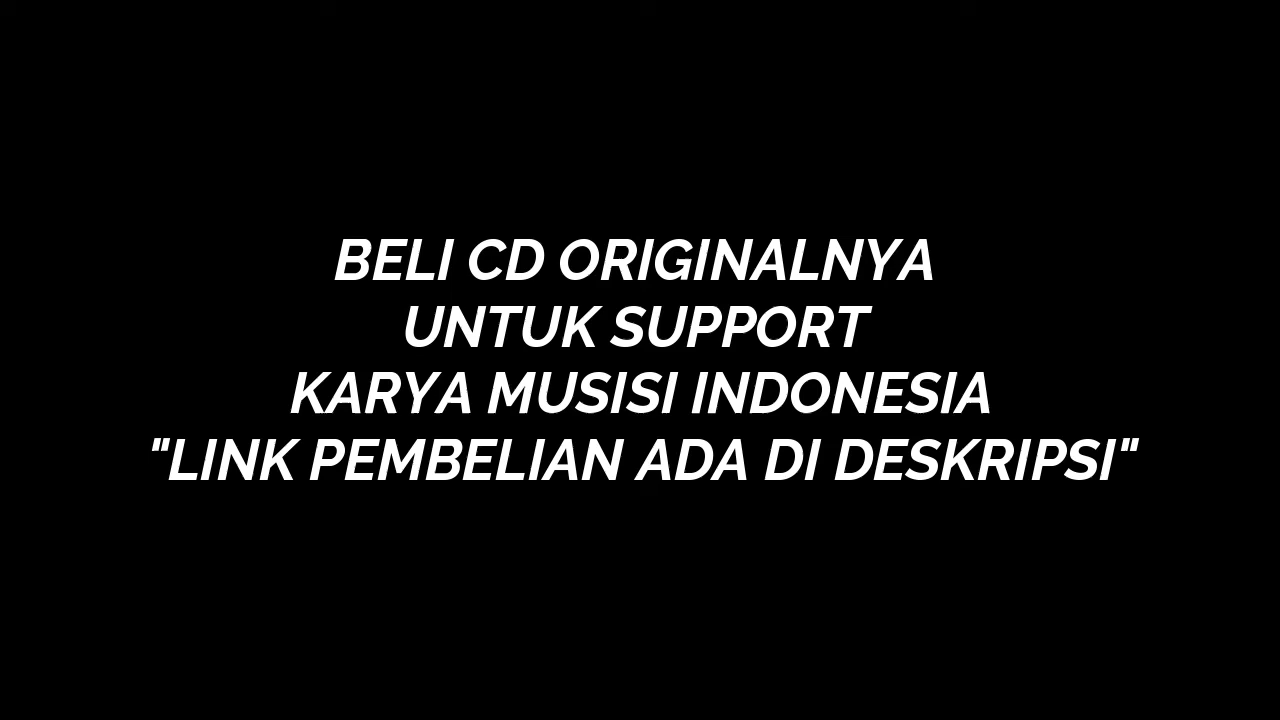 BELI CD ORIGINALNYA
UNTUK SUPPORT
KARYA MUSISI INDONESIA
"LINK PEMBELIAN ADA DI DESKRIPSI"